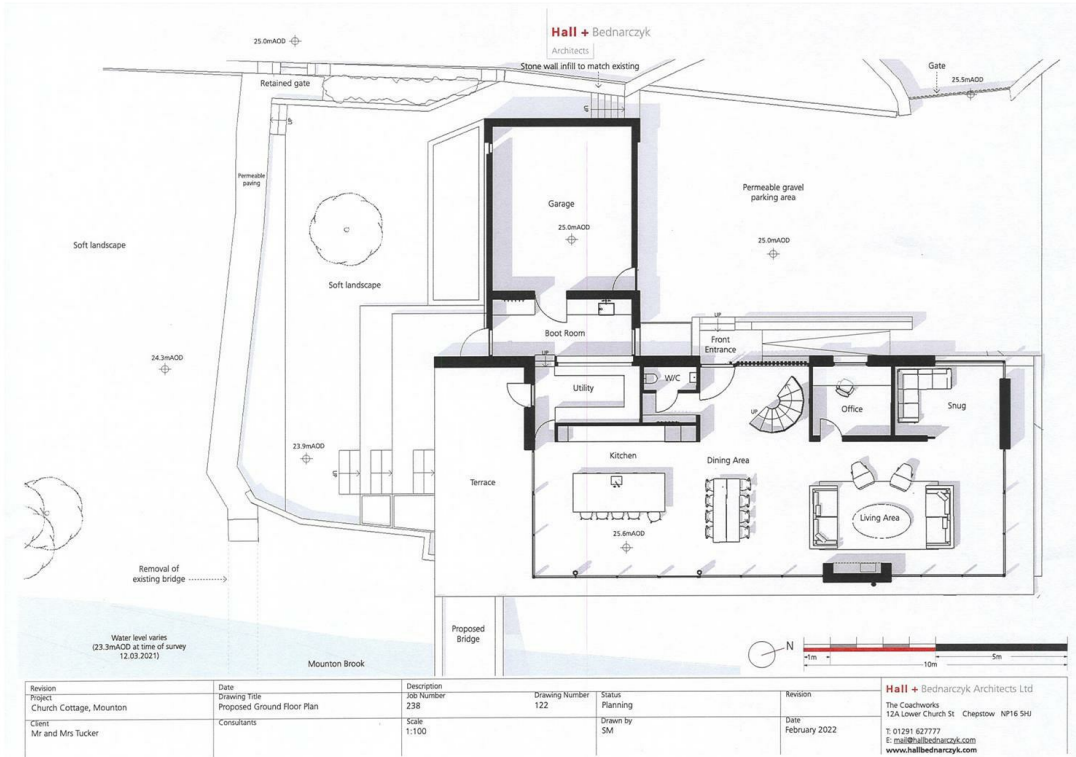 Hall + Bednarczyk
Architects
25.0mAOD
Stone wall infill to match existing
Gate
25.5mAOD
Retained gate
UP
UP
Permeable
paving
Garage
25.0mAOD
Permeable gravel
parking area
25.0mAOD
Soft landscape
Soft landscape
Boot Room
UP
Front
Entrance
UP
24.3mAOD
Utility
W/C
UP
Office
Snug
23.9mAOD
UP
Kitchen
Dining Area
Terrace
Living Area
25.6mAOD
Removal of
existing bridge
Proposed
Bridge
Water level varies
(23.3mAOD at time of survey
12.03.2021)
Mounton Brook
N
1m
5m
10m
Revision
Date
Description
Project
Church Cottage, Mounton
Drawing Title
Proposed Ground Floor Plan
Job Number
238
Drawing Number
122
Status
Planning
Revision
Client
Mr and Mrs Tucker
Consultants
Scale
1:100
Drawn by
SM
Date
February 2022
Hall + Bednarczyk Architects Ltd
The Coachworks
12A Lower Church St Chepstow NP16 5HJ
T: 01291 627777
E: mail@hallbednarczyk.com
www.hallbednarczyk.com